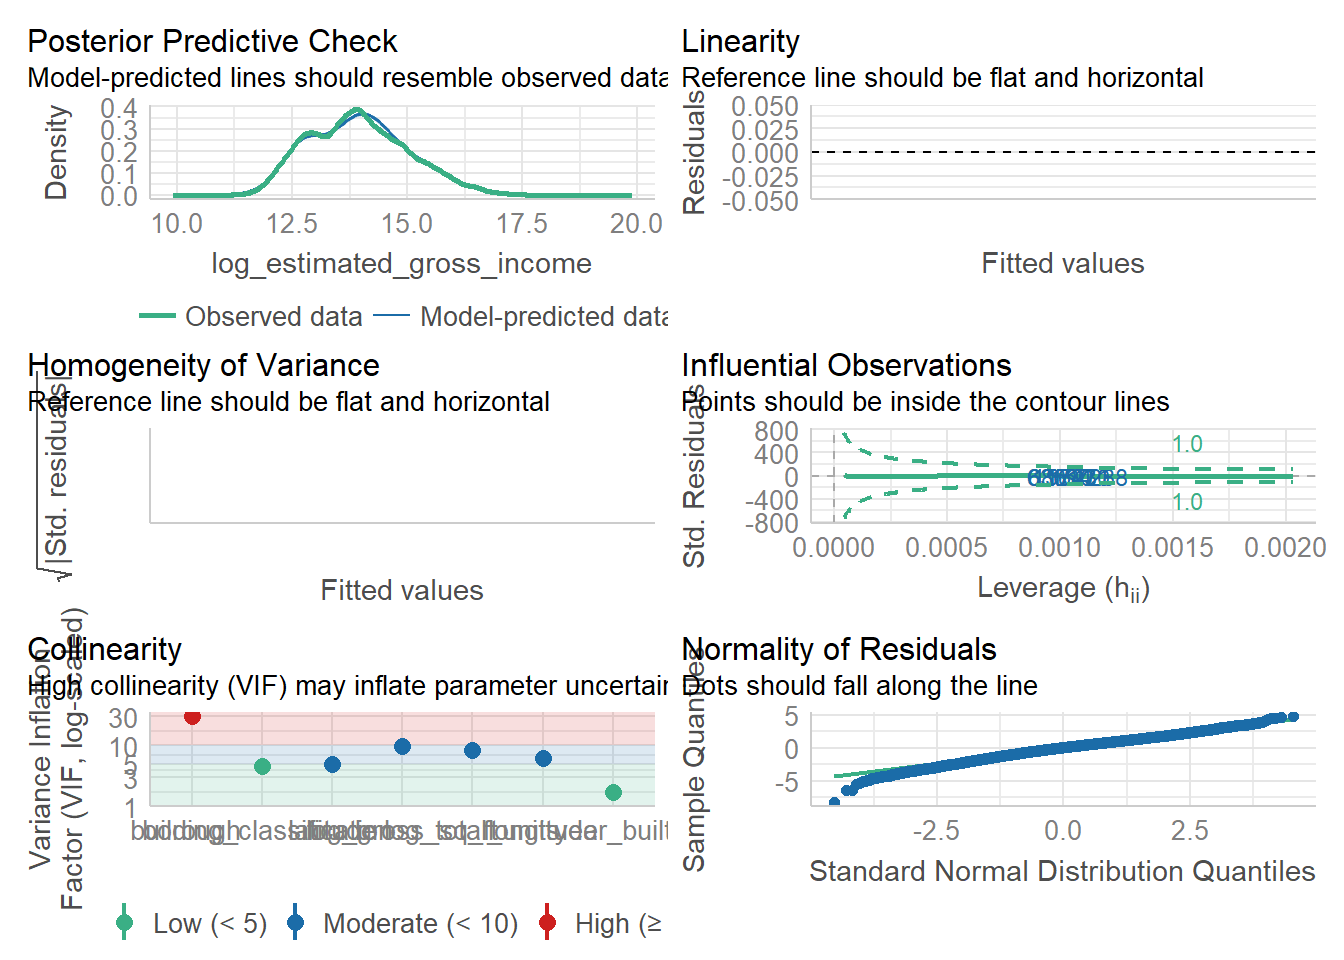 Posterior Predictive Check
Model-predicted lines should resemble observed data
Density
0.4
0.3
0.2
0.1
0.0
10.0 12.5 15.0 17.5 20.0
log_estimated_gross_income
Observed data Model-predicted data
Linearity
Reference line should be flat and horizontal
Residuals
0.050
0.025
0.000
-0.025
-0.050
Fitted values
Homogeneity of Variance
Reference line should be flat and horizontal
√|Std. residuals|
Fitted values
Influential Observations
Points should be inside the contour lines
Std. Residuals
800
400
0
-400
-800
1.0
1.0
0.0000 0.0005 0.0010 0.0015 0.0020
Leverage (hii)
Collinearity
High collinearity (VIF) may inflate parameter uncertain
Variance Inflation
Factor (VIF, log-scaled)
30
10
5
3
1
Low (< 5) Moderate (< 10) High (≥
Normality of Residuals
Dots should fall along the line
Sample Quantiles
5
0
-5
-2.5 0.0 2.5
Standard Normal Distribution Quantiles